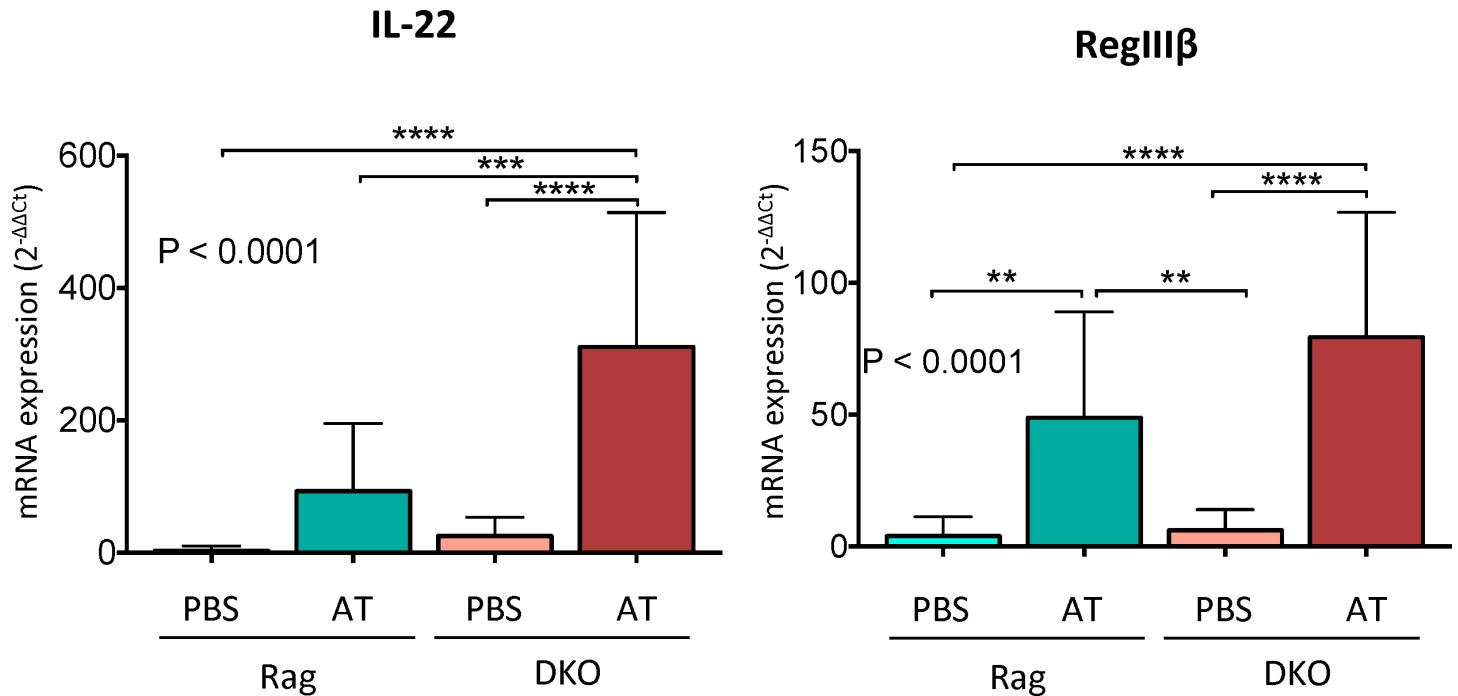 IL-22
mRNA expression (2-ΔΔCt)
600
400
200
0
****
***
****
P < 0.0001
PBS AT PBS AT
Rag DKO
RegIIIβ
mRNA expression (2-ΔΔCt)
150
100
50
0
****
****
** **
P < 0.0001
PBS AT PBS AT
Rag DKO